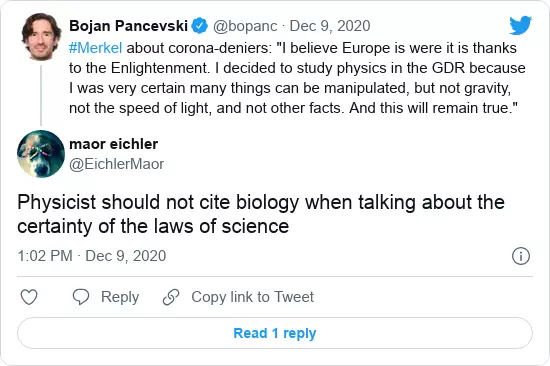 Bojan Pancevski @bopanc · Dec 9, 2020
#Merkel about corona-deniers: "I believe Europe is were it is thanks
to the Enlightenment. I decided to study physics in the GDR because
I was very certain many things can be manipulated, but not gravity,
not the speed of light, and not other facts. And this will remain true."
maor eichler
@EichlerMaor
Physicist should not cite biology when talking about the
certainty of the laws of science
1:02 PM · Dec 9, 2020
Reply Copy link to Tweet
Read 1 reply